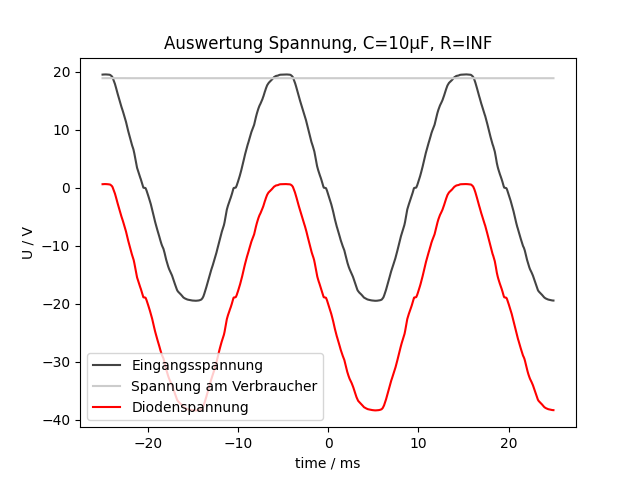 Auswertung Spannung, C=10µF, R=INF
20
10
0
−10
−20
−30
−40
U / V
Eingangsspannung
Spannung am Verbraucher
Diodenspannung
−20
−10
0
10
20
time / ms